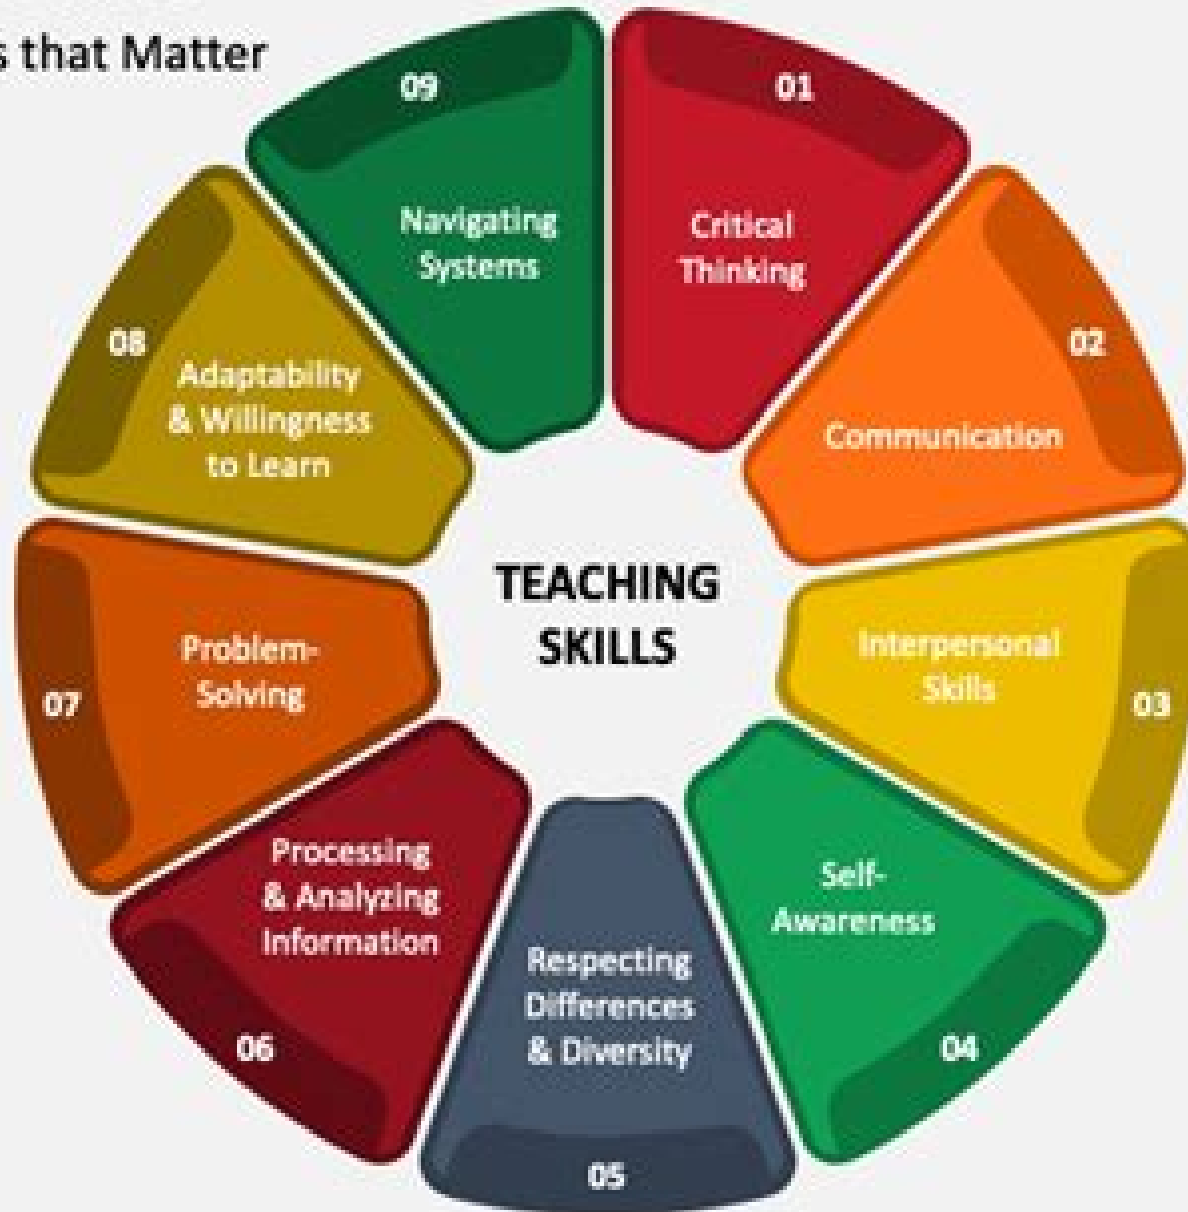 s that Matter
01
Critical
Thinking
02
Communication
03
Interpersonal
Skills
04
Self-
Awareness
05
Respecting
Differences
& Diversity
06
Processing
& Analyzing
Information
07
Problem-
Solving
08
Adaptability
& Willingness
to Learn
09
Navigating
Systems
TEACHING
SKILLS